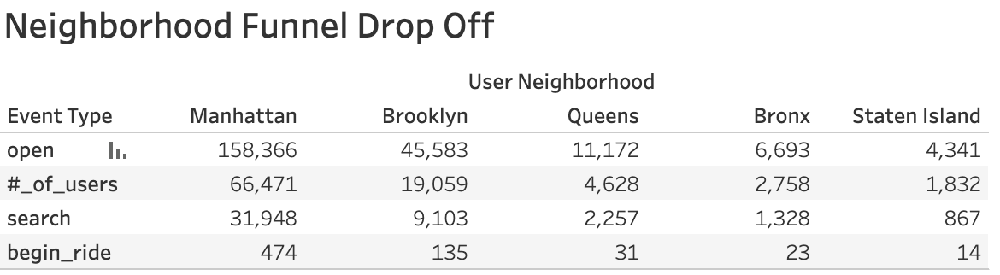 Neighborhood Funnel Drop Off
User Neighborhood
Event Type Manhattan Brooklyn Queens Bronx Staten Island
open 158,366 45,583 11,172 6,693 4,341
#_of_users 66,471 19,059 4,628 2,758 1,832
search 31,948 9,103 2,257 1,328 867
begin_ride 474 135 31 23 14